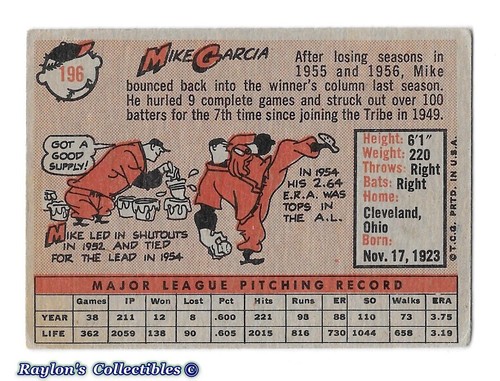 196
MIKE GARCIA
After losing seasons in
1955 and 1956, Mike
bounced back into the winner's column last season.
He hurled 9 complete games and struck out over 100
batters for the 7th time since joining the Tribe in 1949.
GOT A
GOOD
SUPPLY!
MIKE LED IN SHUTOUTS
IN 1952 AND TIED
FOR THE LEAD IN 1954
IN 1954
HIS 2.64
E.R.A. WAS
TOPS IN
THE A.L.
Height: 6'1"
Weight: 220
Throws: Right
Bats: Right
Home:
Cleveland,
Ohio
Born:
Nov. 17, 1923
© T.C.G. PRTD. IN U.S.A.
MAJOR LEAGUE PITCHING RECORD
Games IP Won Lost Pct. Hits Runs ER SO Walks ERA
YEAR 38 211 12 8 .600 221 98 88 110 73 3.75
LIFE 362 2059 138 90 .605 2015 816 730 1044 658 3.19
Raylon's Collectibles ©